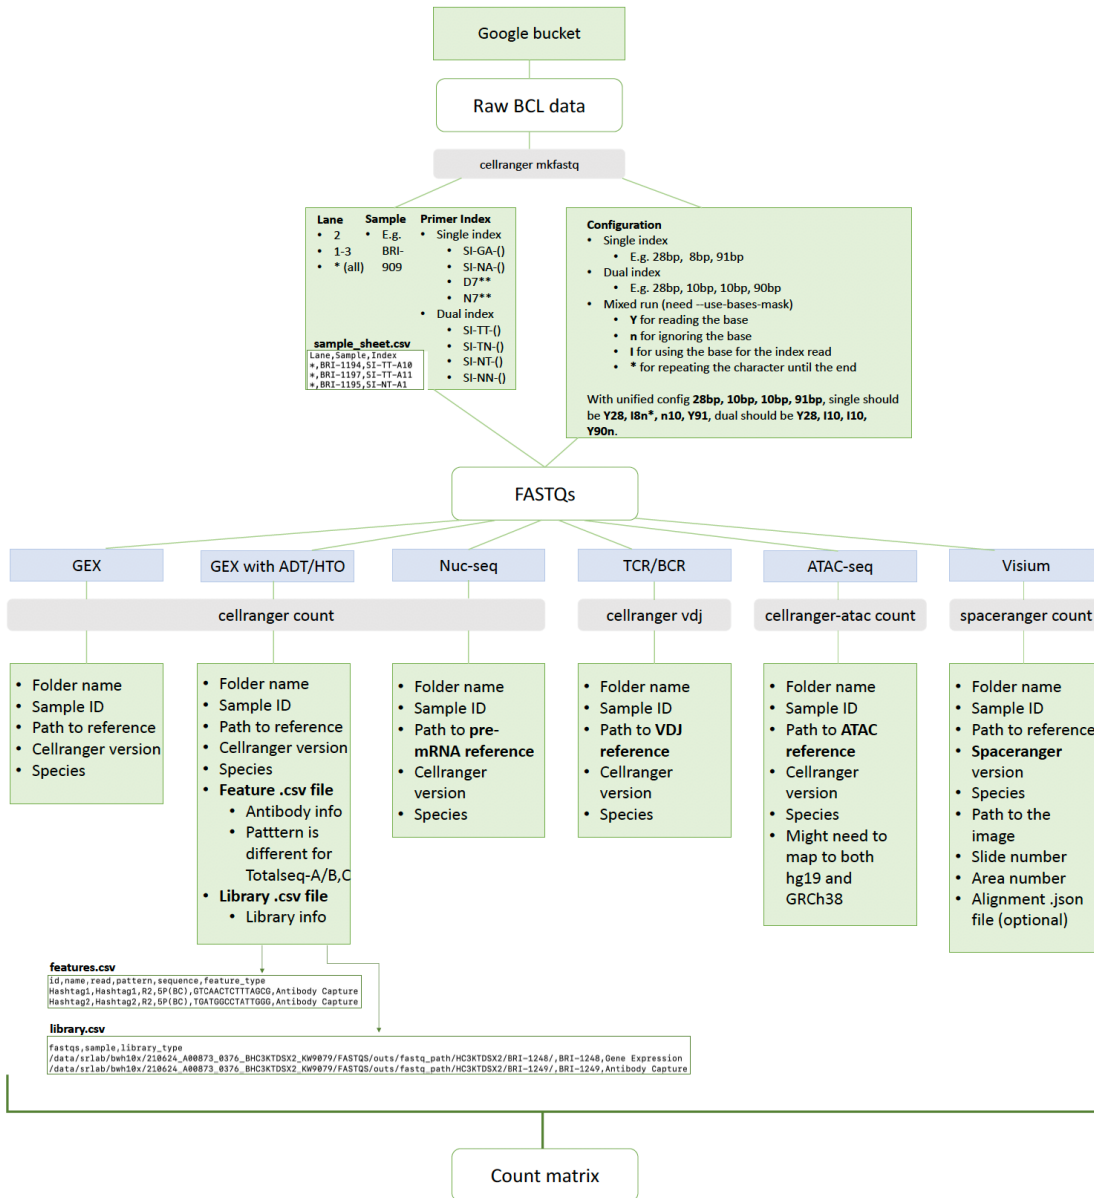 Google bucket
Raw BCL data
cellranger mkfastq
Lane
• 2
• 1-3
• * (all)
Sample
• E.g.
BRI-
909
Primer Index
• Single index
• SI-GA-()
• SI-NA-()
• D7**
• N7**
• Dual index
• SI-TT-()
• SI-TN-()
• SI-NT-()
• SI-NN-()
sample_sheet.csv
Lane,Sample,Index
*,BRI-1194,SI-TT-A10
*,BRI-1197,SI-TT-A11
*,BRI-1195,SI-NT-A1
Configuration
• Single index
• E.g. 28bp, 8bp, 91bp
• Dual index
• E.g. 28bp, 10bp, 10bp, 90bp
• Mixed run (need --use-bases-mask)
• Y for reading the base
• n for ignoring the base
• I for using the base for the index read
• * for repeating the character until the end
With unified config 28bp, 10bp, 10bp, 91bp, single should
be Y28, I8n*, n10, Y91, dual should be Y28, I10, I10,
Y90n.
FASTQs
GEX
GEX with ADT/HTO
Nuc-seq
TCR/BCR
ATAC-seq
Visium
cellranger count
cellranger vdj
cellranger-atac count
spaceranger count
• Folder name
• Sample ID
• Path to reference
• Cellranger version
• Species
• Folder name
• Sample ID
• Path to reference
• Cellranger version
• Species
• Feature .csv file
• Antibody info
• Patttern is
different for
Totalseq-A/B,C
• Library .csv file
• Library info
• Folder name
• Sample ID
• Path to pre-
mRNA reference
• Cellranger
version
• Species
• Folder name
• Sample ID
• Path to VDJ
reference
• Cellranger
version
• Species
• Folder name
• Sample ID
• Path to ATAC
reference
• Cellranger
version
• Species
• Might need to
map to both
hg19 and
GRCh38
• Folder name
• Sample ID
• Path to reference
• Spaceranger
version
• Species
• Path to the
image
• Slide number
• Area number
• Alignment .json
file (optional)
features.csv
id,name,read,pattern,sequence,feature_type
Hashtag1,Hashtag1,R2,5P(BC),GTCAACTCTTTAGCG,Antibody Capture
Hashtag2,Hashtag2,R2,5P(BC),TGATGGCCTATTGGG,Antibody Capture
library.csv
fastqs,sample,library_type
/data/srlab/bwh10x/210624_A00873_0376_BHC3KTDSX2_KW9079/FASTQS/outs/fastq_path/HC3KTDSX2/BRI-1248/,BRI-1248,Gene Expression
/data/srlab/bwh10x/210624_A00873_0376_BHC3KTDSX2_KW9079/FASTQS/outs/fastq_path/HC3KTDSX2/BRI-1249/,BRI-1249,Antibody Capture
Count matrix